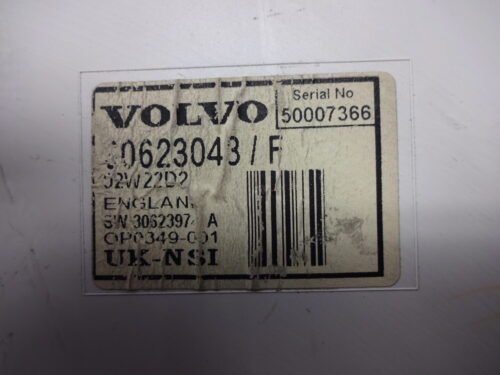 VOLVO
Serial No
50007366
30623043 / F
02W22D2
ENGLAND
SW 3062397 A
OP0349-001
UK-NSI